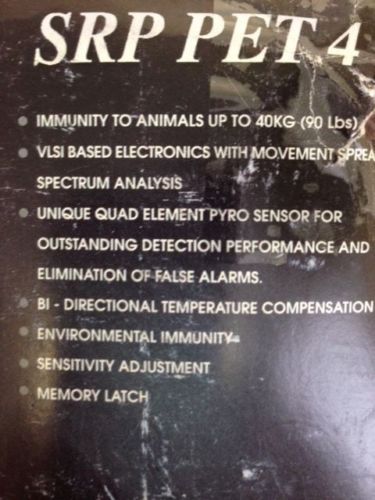 SRP PET 4
IMMUNITY TO ANIMALS UP TO 40KG (90 Lbs)
VLSI BASED ELECTRONICS WITH MOVEMENT SPREA
SPECTRUM ANALYSIS
UNIQUE QUAD ELEMENT PYRO SENSOR FOR
OUTSTANDING DETECTION PERFORMANCE AND
ELIMINATION OF FALSE ALARMS.
BI - DIRECTIONAL TEMPERATURE COMPENSATION
ENVIRONMENTAL IMMUNITY
SENSITIVITY ADJUSTMENT
MEMORY LATCH